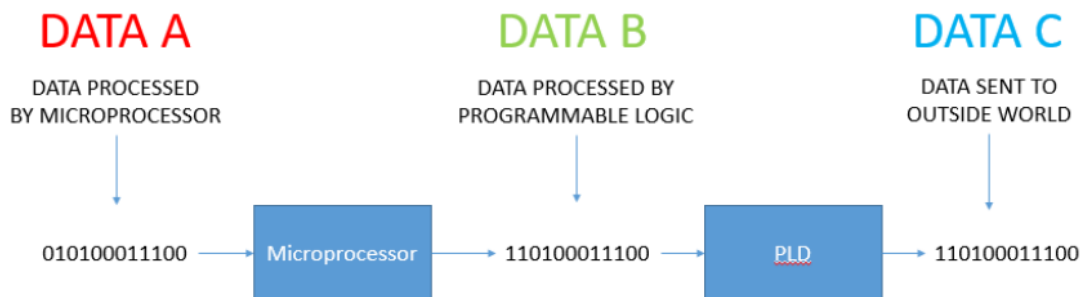 DATA A
DATA B
DATA C
DATA PROCESSED
BY MICROPROCESSOR
DATA PROCESSED BY
PROGRAMMABLE LOGIC
DATA SENT TO
OUTSIDE WORLD
010100011100
Microprocessor
110100011100
PLD
110100011100